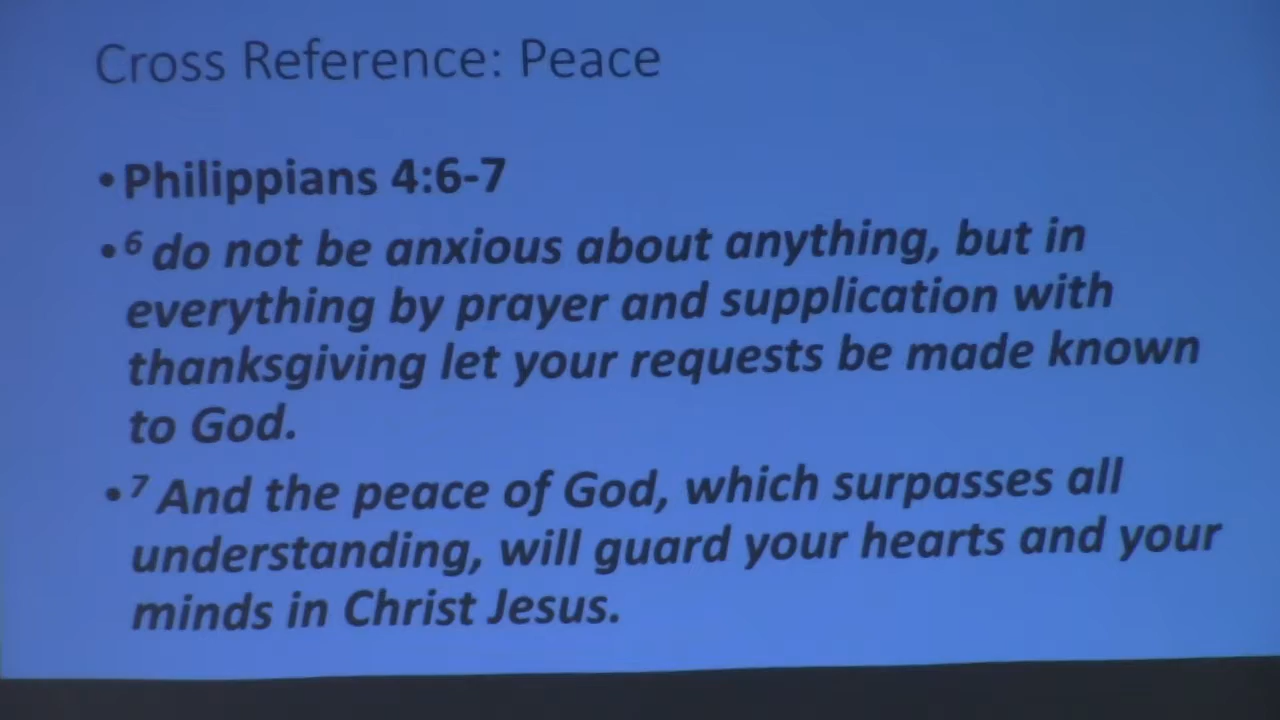 Cross Reference: Peace
• Philippians 4:6-7
• ⁶ do not be anxious about anything, but in
everything by prayer and supplication with
thanksgiving let your requests be made known
to God.
• ⁷ And the peace of God, which surpasses all
understanding, will guard your hearts and your
minds in Christ Jesus.